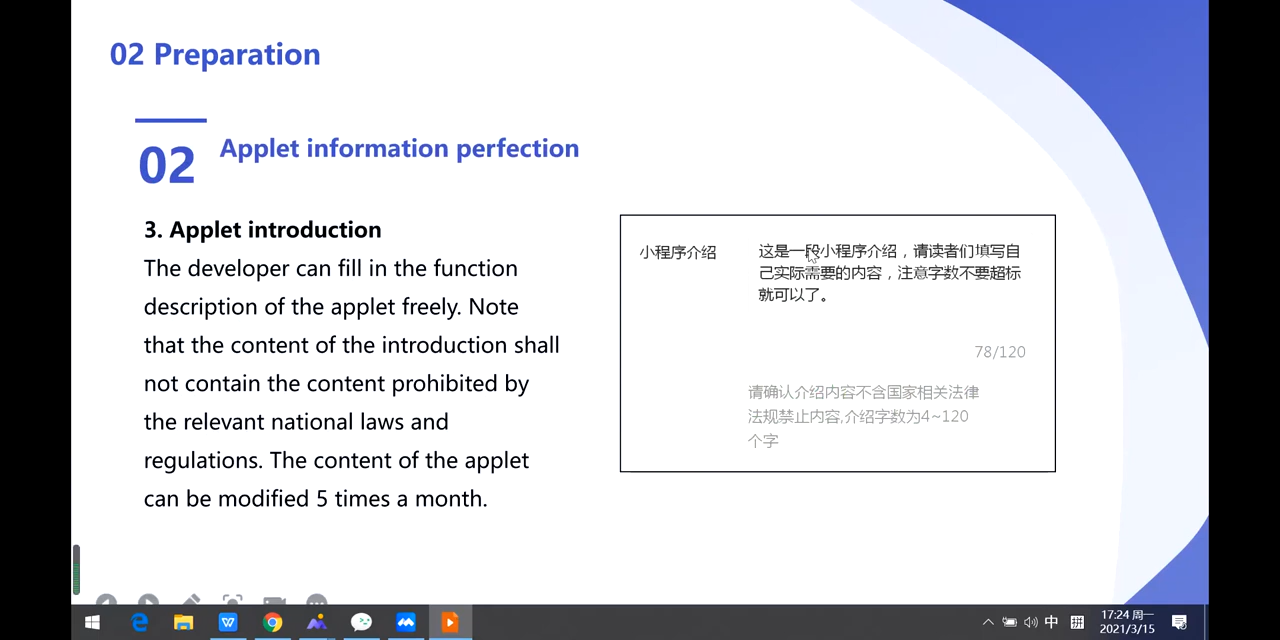 02 Preparation
02
Applet information perfection
3. Applet introduction
The developer can fill in the function
description of the applet freely. Note
that the content of the introduction shall
not contain the content prohibited by
the relevant national laws and
regulations. The content of the applet
can be modified 5 times a month.
小程序介绍
这是一段小程序介绍，请读者们填写自
己实际需要的内容，注意字数不要超标
就可以了。
78/120
请确认介绍内容不含国家相关法律
法规禁止内容,介绍字数为4~120
个字
中
拼
17:24 周一
2021/3/15